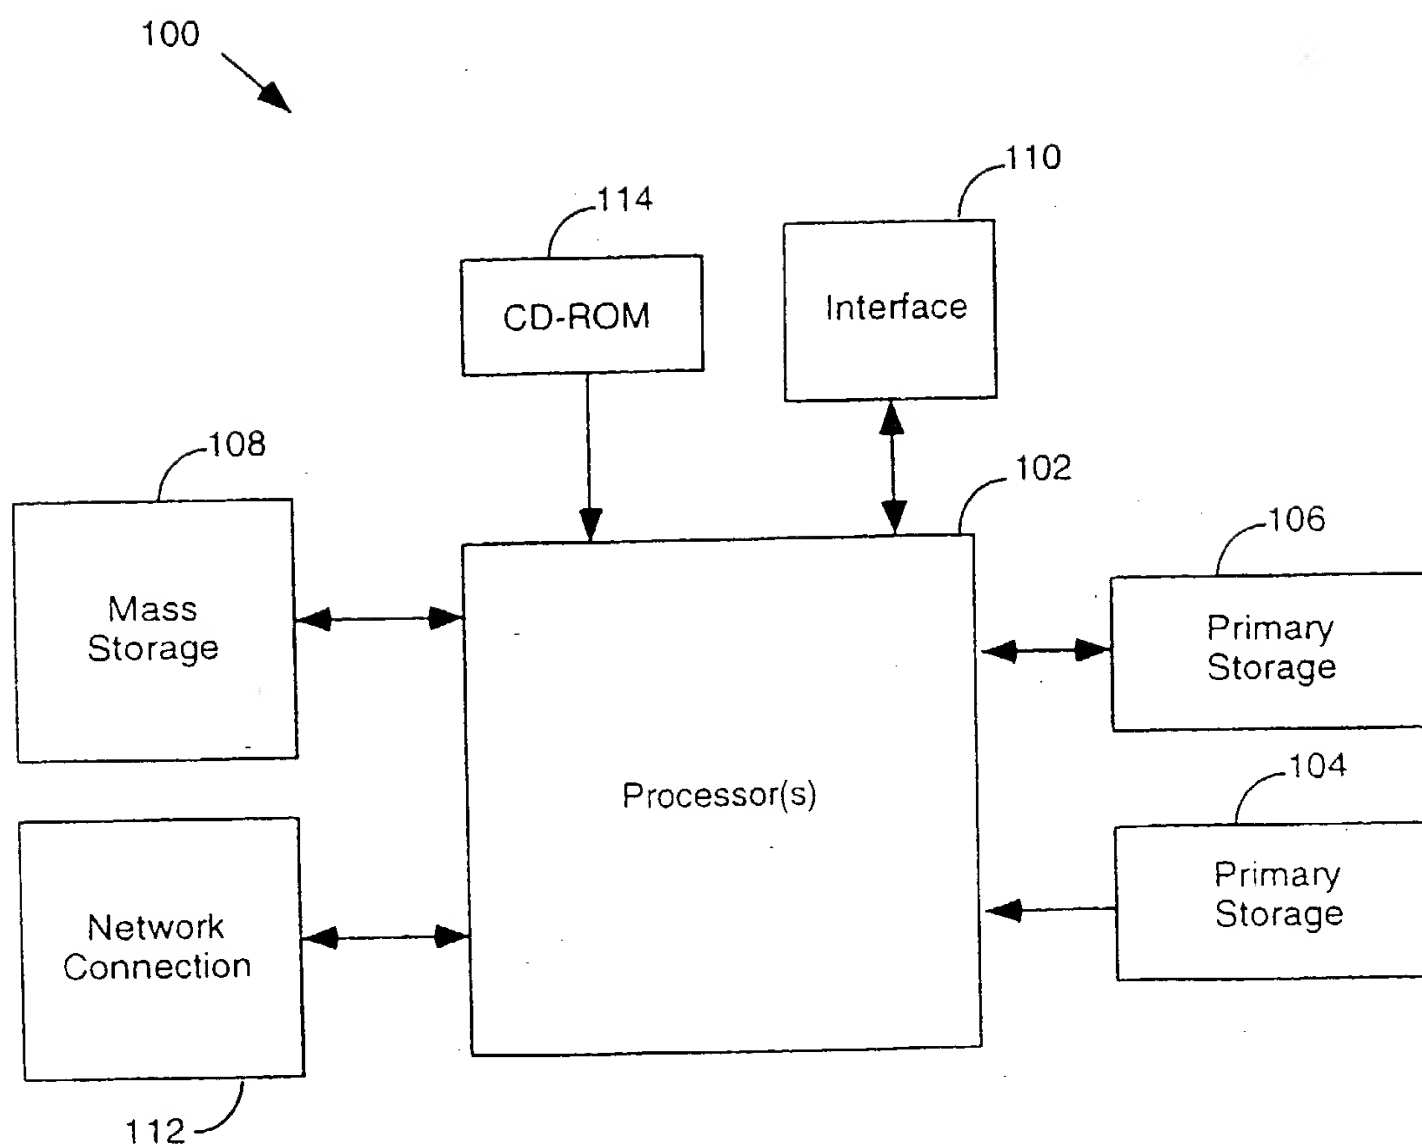 100
110
114
Interface
CD-ROM
108
102
106
Mass
Storage
Primary
Storage
Processor(s)
104
Primary
Storage
Network
Connection
112